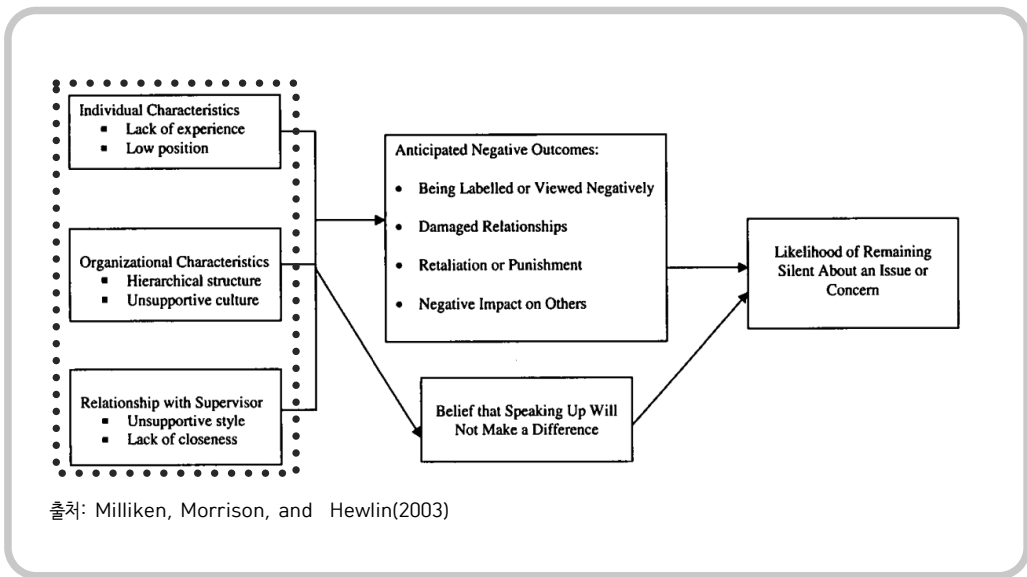 Individual Characteristics
▪ Lack of experience
▪ Low position
Organizational Characteristics
▪ Hierarchical structure
▪ Unsupportive culture
Relationship with Supervisor
▪ Unsupportive style
▪ Lack of closeness
Anticipated Negative Outcomes:
• Being Labelled or Viewed Negatively
• Damaged Relationships
• Retaliation or Punishment
• Negative Impact on Others
Belief that Speaking Up Will
Not Make a Difference
Likelihood of Remaining
Silent About an Issue or
Concern
출처: Milliken, Morrison, and Hewlin(2003)